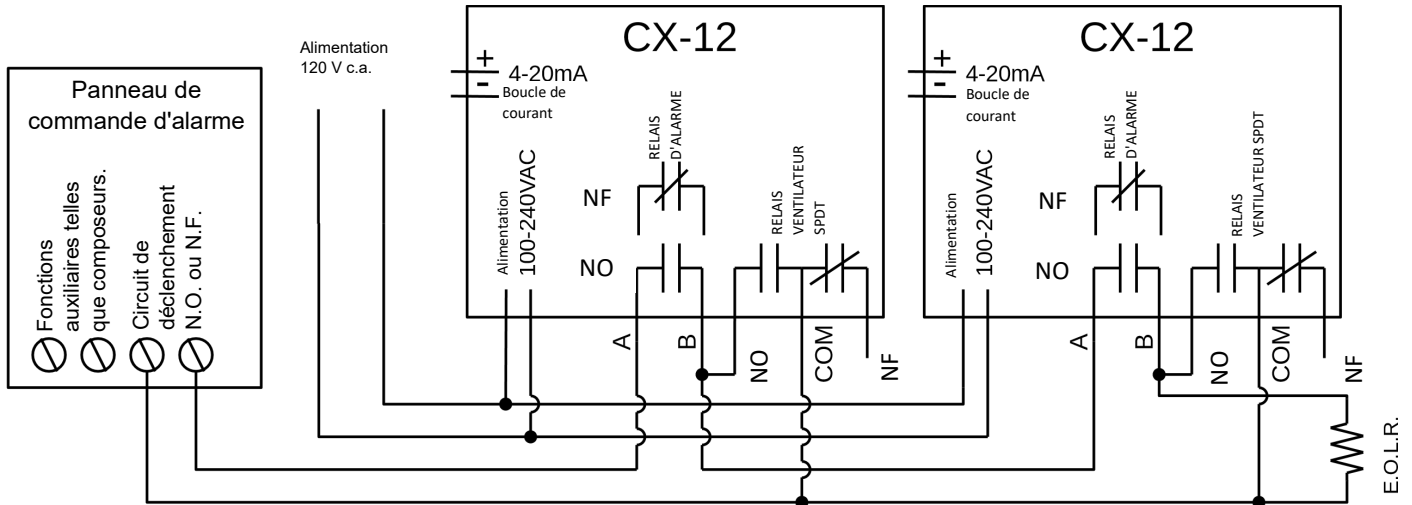 Panneau de
commande d'alarme
Fonctions
auxiliaires telles
que composeurs.
Circuit de
déclenchement
N.O. ou N.F.
Alimentation
120 V c.a.
CX-12
+
-
4-20mA
Boucle de
courant
Alimentation
100-240VAC
RELAIS
D'ALARME
NF
NO
RELAIS
VENTILATEUR
SPDT
A
B
NO
COM
NF
CX-12
+
-
4-20mA
Boucle de
courant
Alimentation
100-240VAC
RELAIS
D'ALARME
NF
NO
RELAIS
VENTILATEUR SPDT
A
B
NO
COM
NF
E.O.L.R.